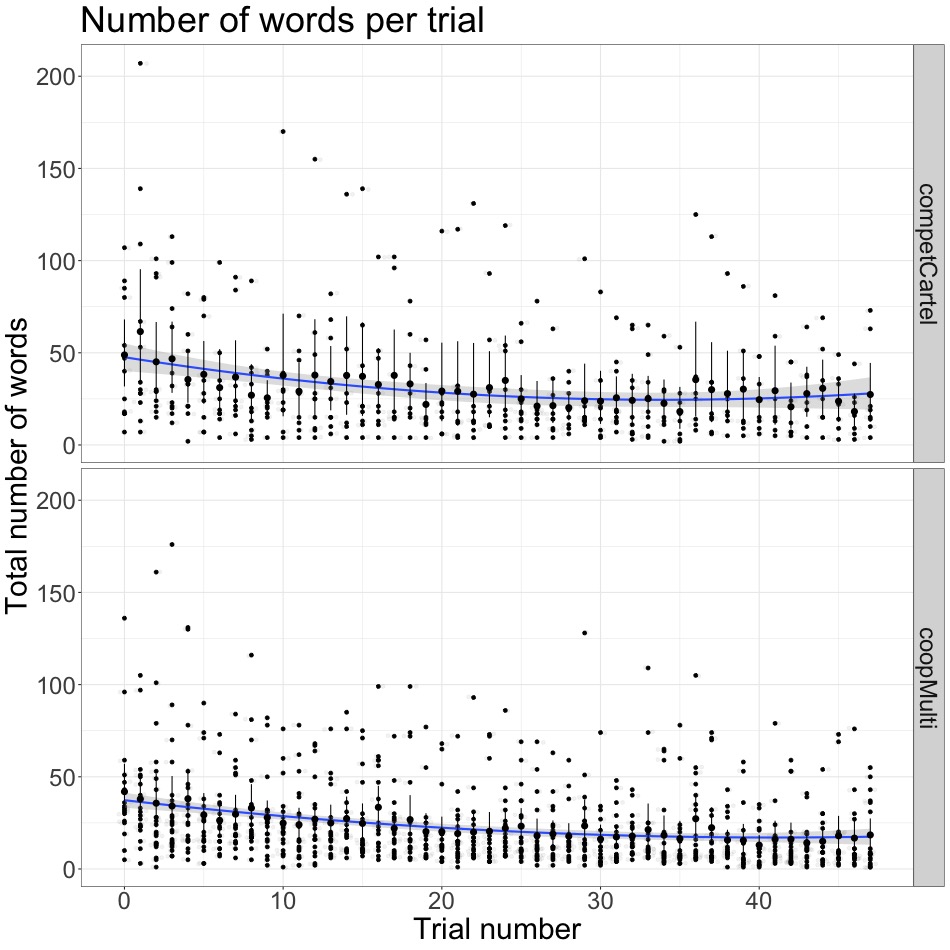 Number of words per trial
Total number of words
200
150
100
50
0
competCartel
200
150
100
50
0
coopMulti
0 10 20 30 40
Trial number